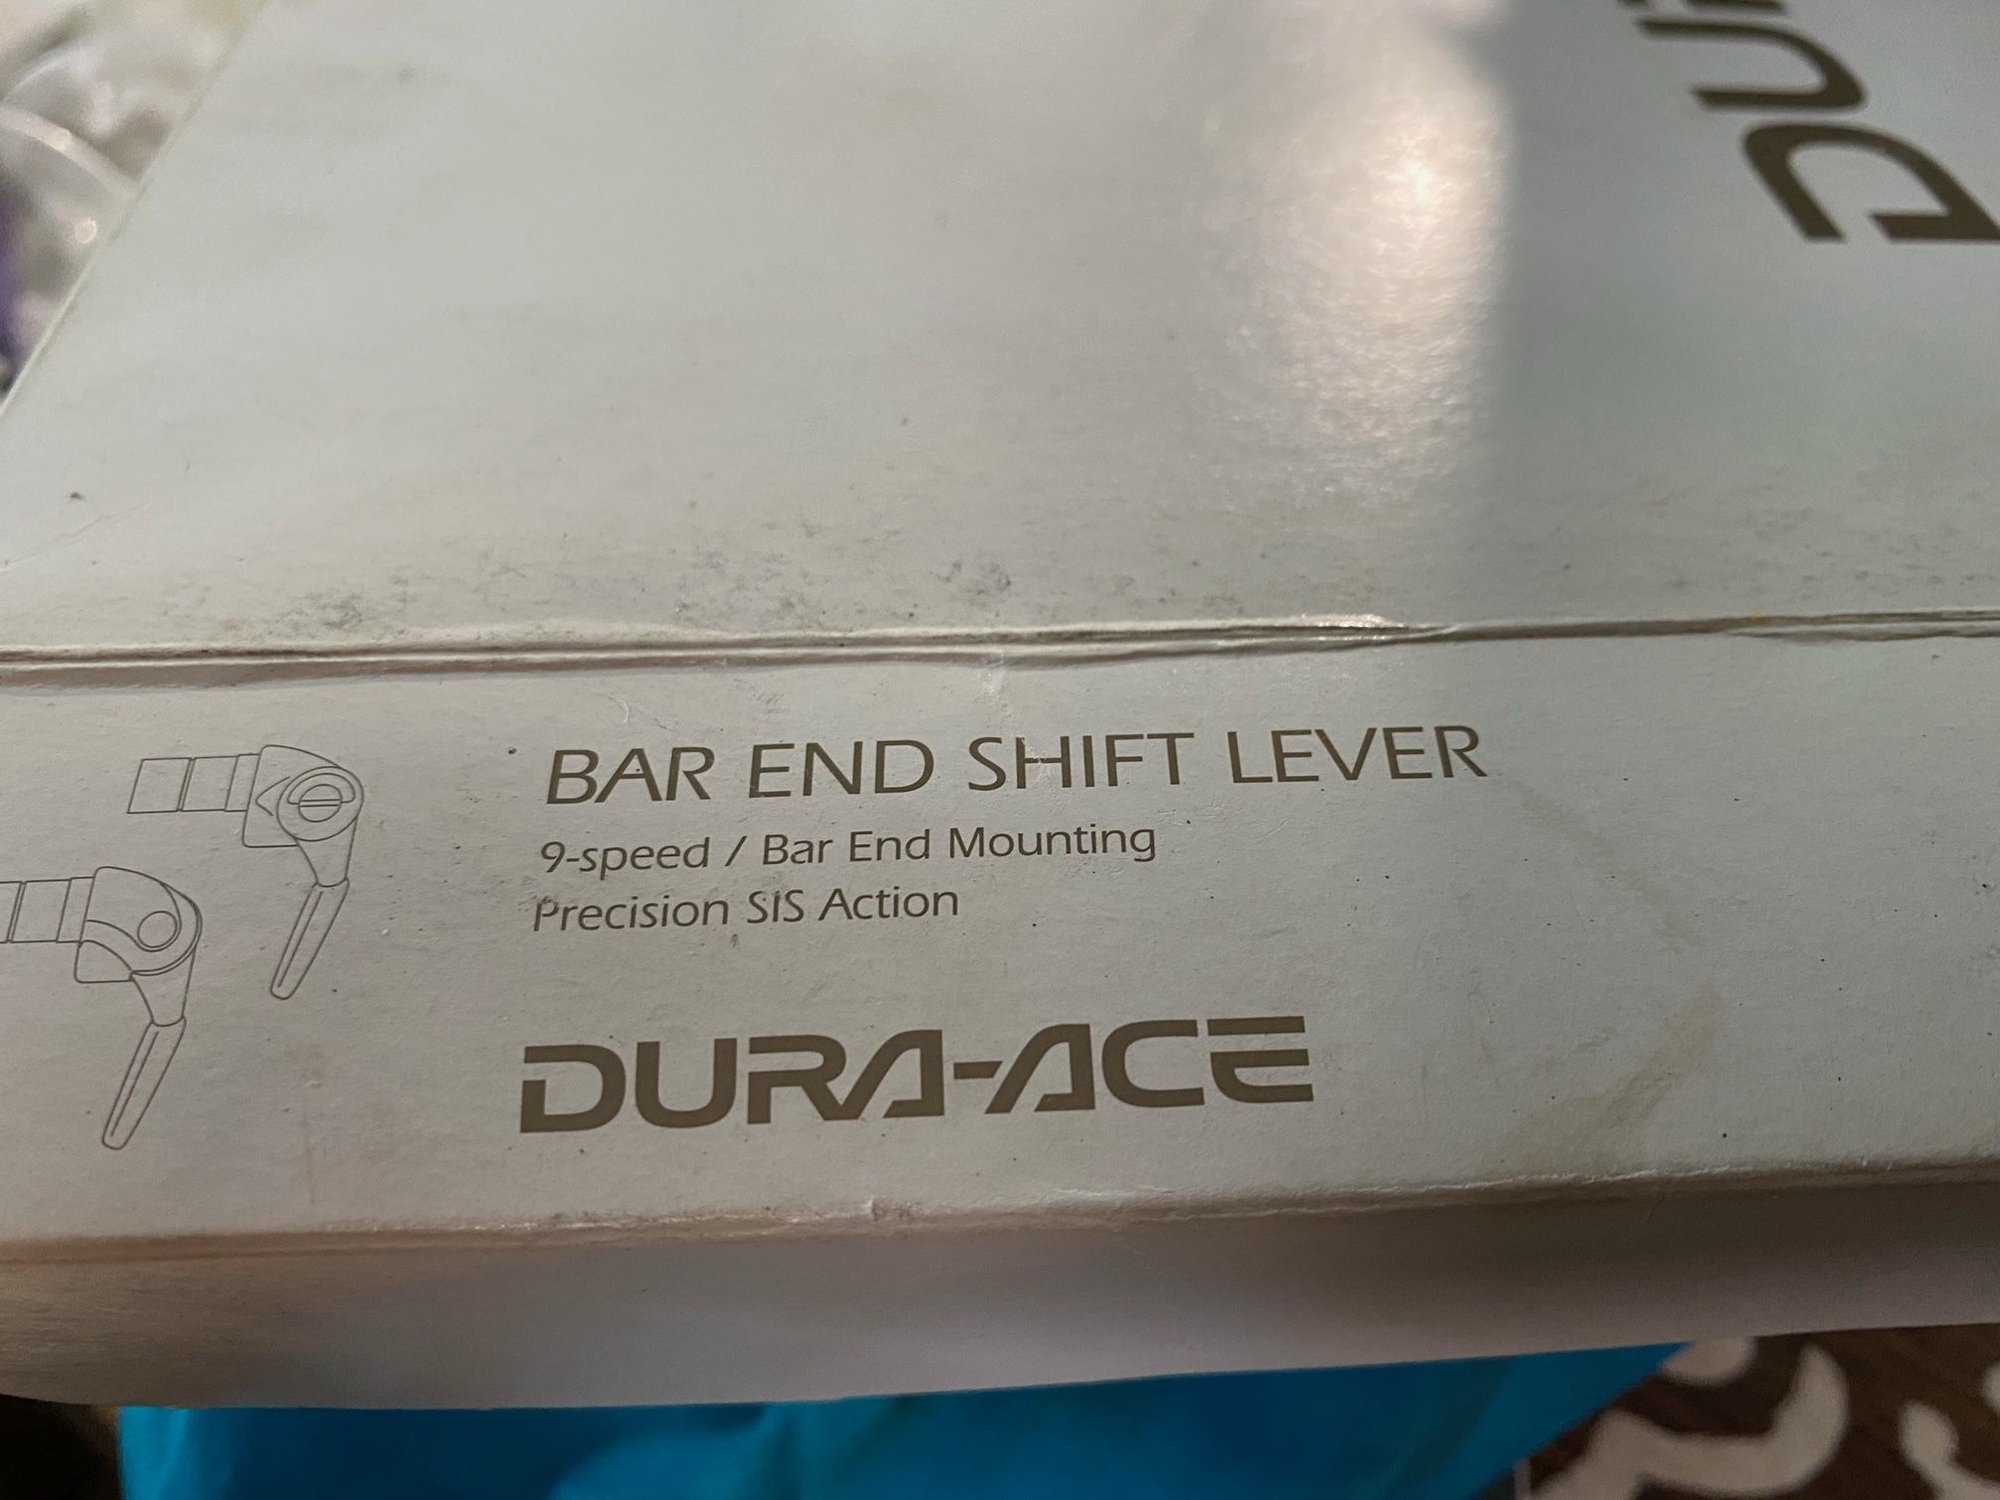 BAR END SHIFT LEVER
9-speed / Bar End Mounting
Precision SIS Action
DURA-ACE